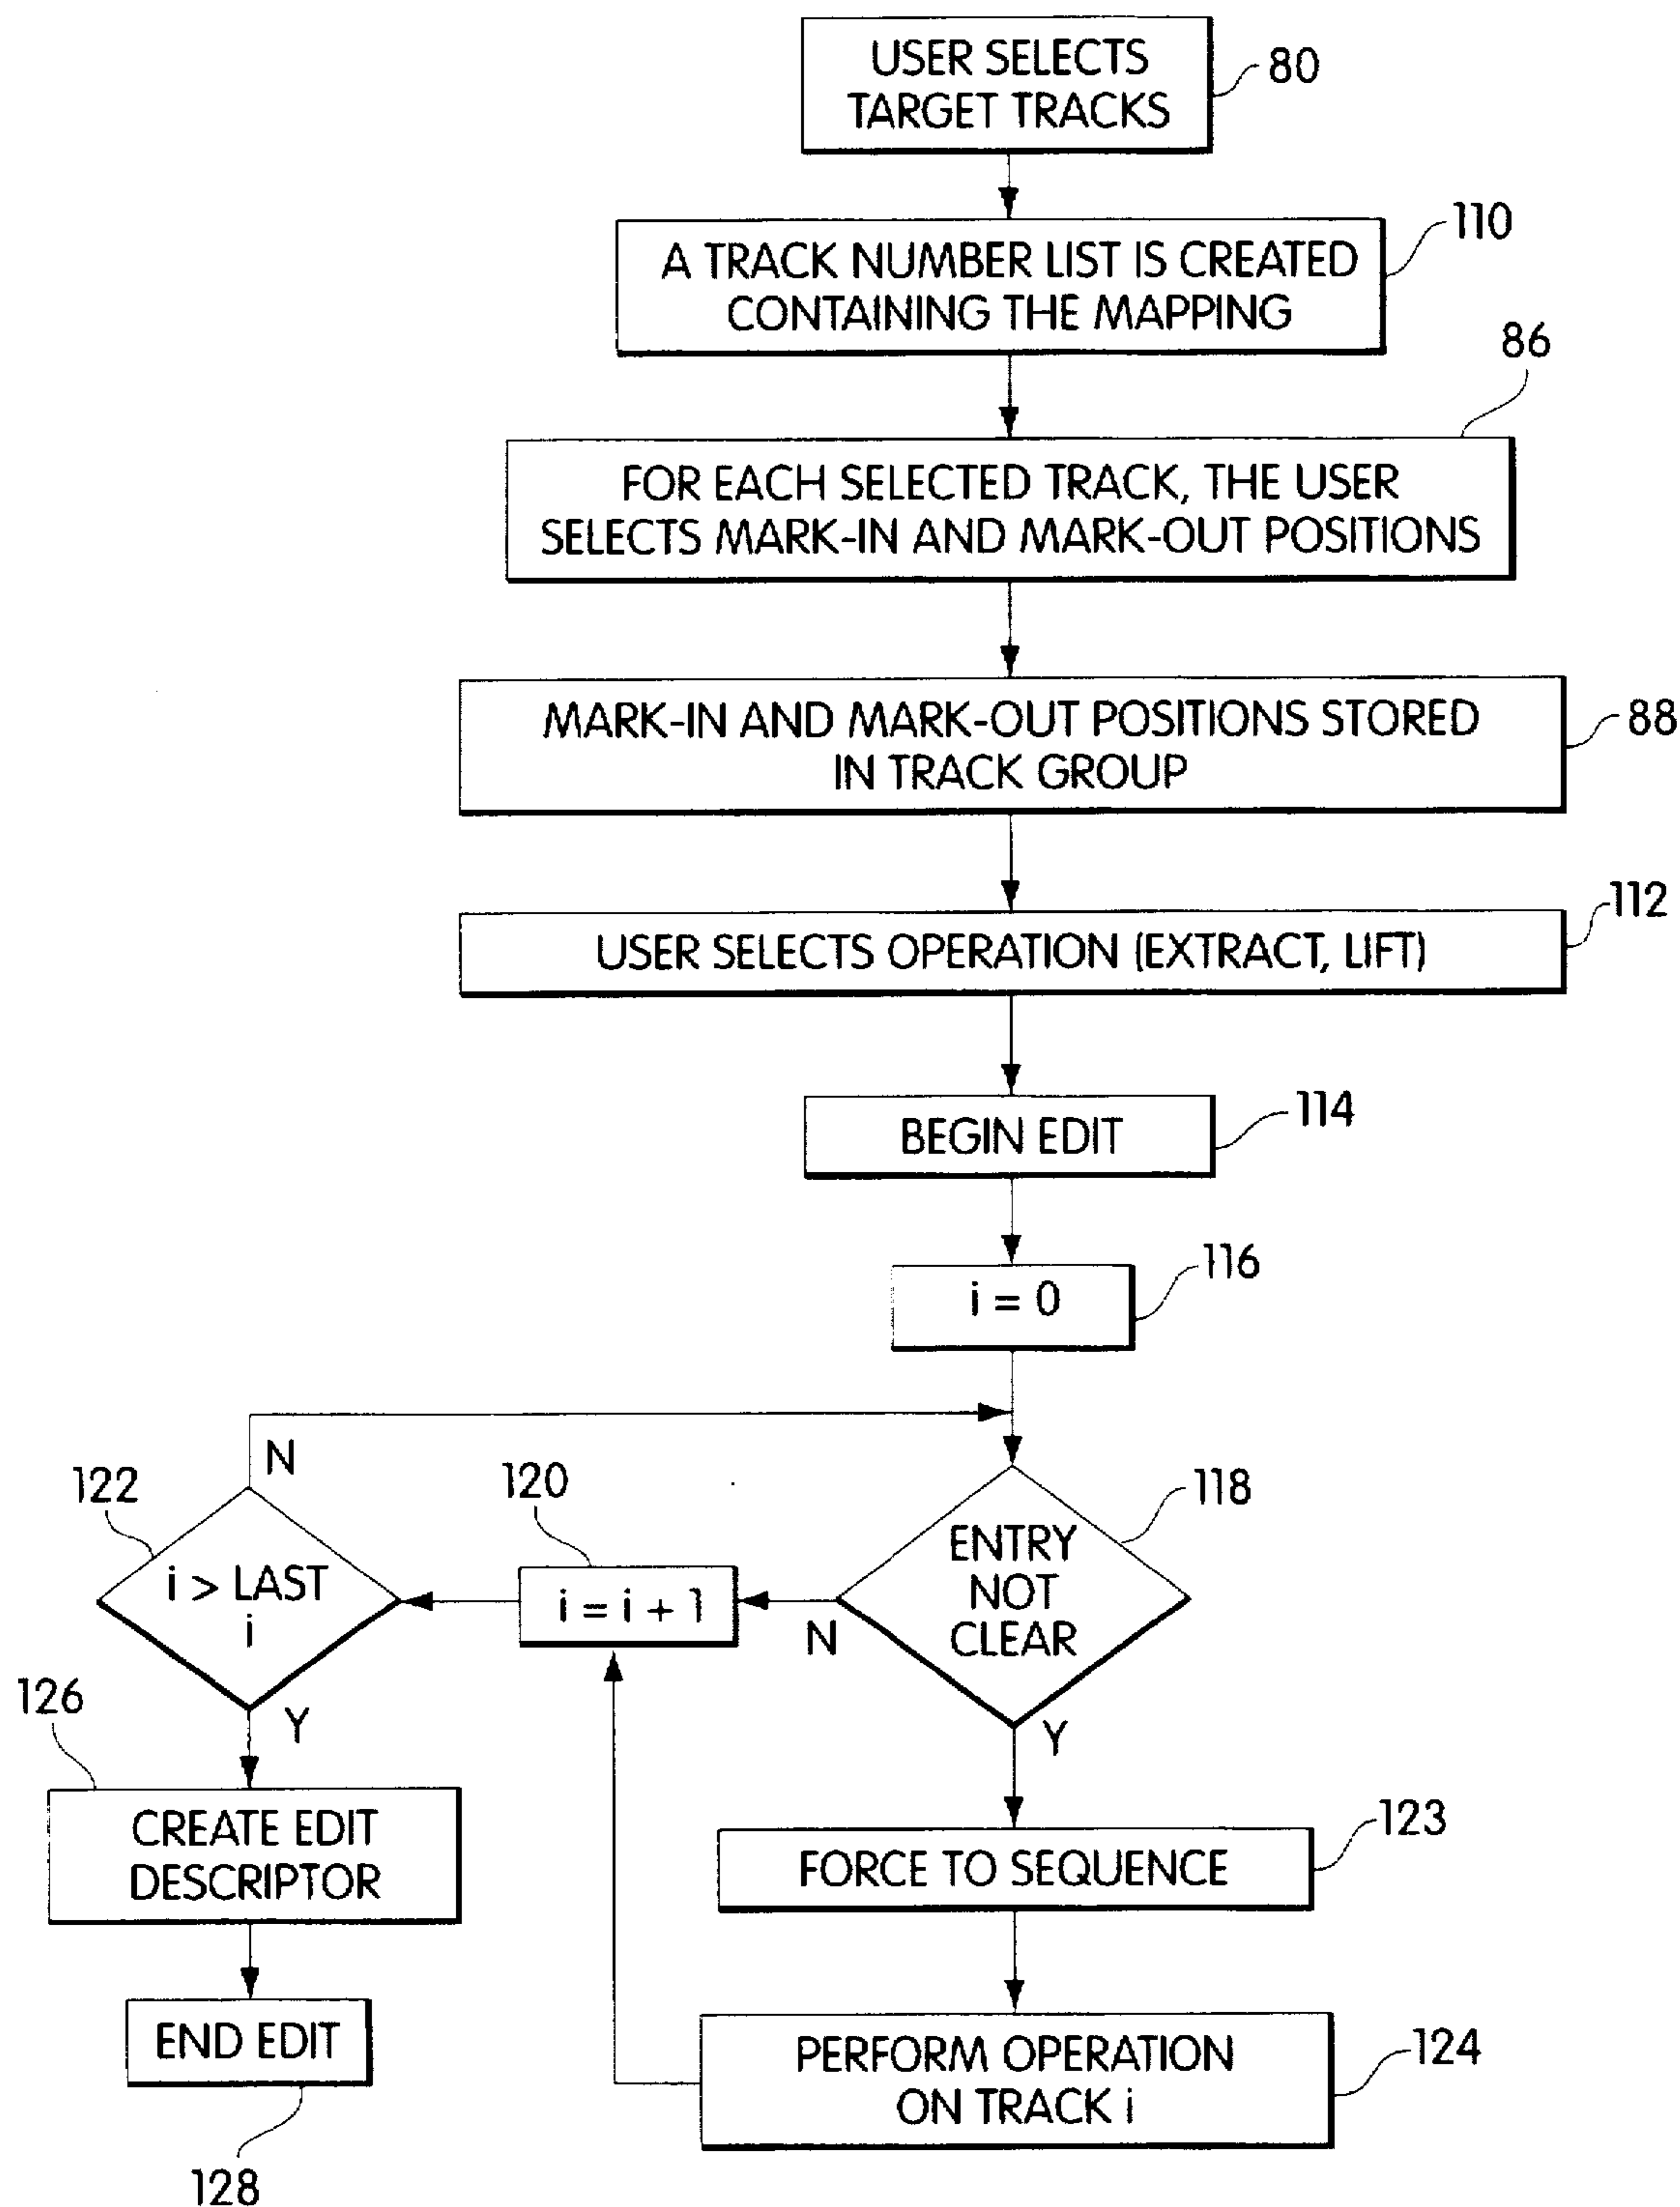 USER SELECTS
TARGET TRACKS
80
A TRACK NUMBER LIST IS CREATED
CONTAINING THE MAPPING
110
FOR EACH SELECTED TRACK, THE USER
SELECTS MARK-IN AND MARK-OUT POSITIONS
86
MARK-IN AND MARK-OUT POSITIONS STORED
IN TRACK GROUP
88
USER SELECTS OPERATION (EXTRACT, LIFT)
112
BEGIN EDIT
114
i = 0
116
ENTRY
NOT
CLEAR
118
N
Y
i = i + 1
120
i > LAST
i
122
N
Y
FORCE TO SEQUENCE
123
PERFORM OPERATION
ON TRACK i
124
CREATE EDIT
DESCRIPTOR
126
END EDIT
128